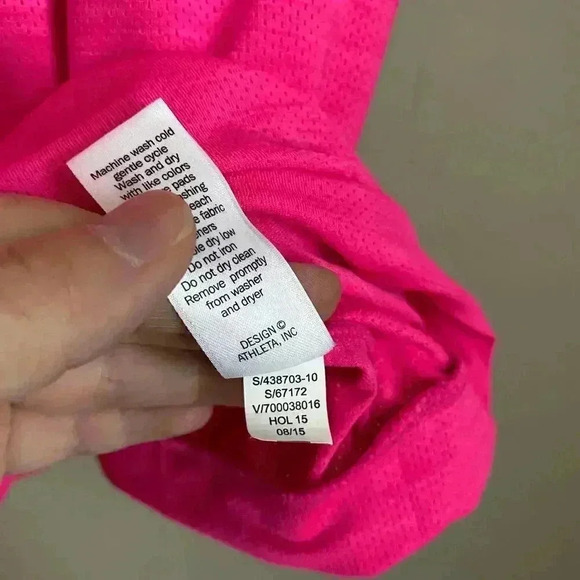 Machine wash cold
gentle cycle
Wash and dry
with like colors
pads
fabric
dry low
Do not iron
Do not dry clean
Remove promptly
from washer
and dryer
DESIGN ©
ATHLETA, INC
S/438703-10
S/67172
V/700038016
HOL 15
08/15